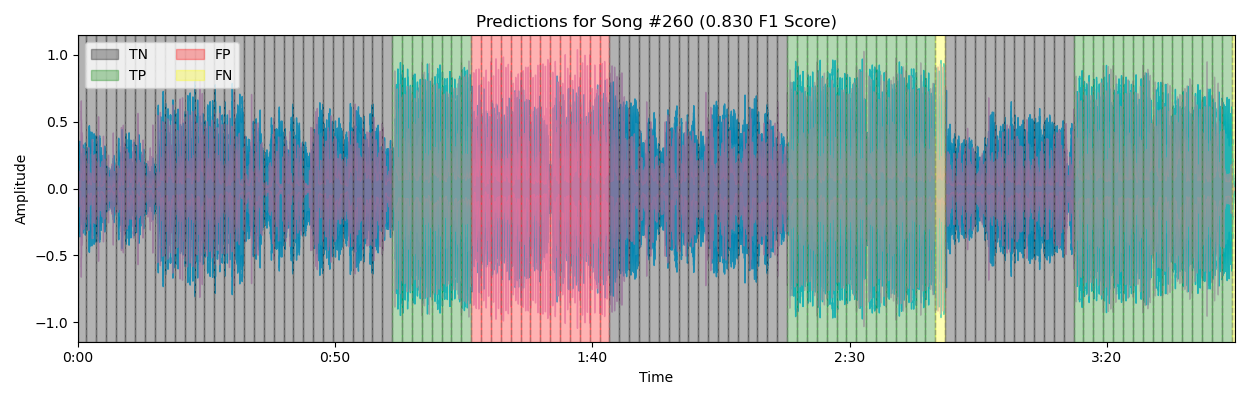 Predictions for Song #260 (0.830 F1 Score)
TN FP
TP FN
1.0
0.5
0.0
−0.5
−1.0
Amplitude
0:00 0:50 1:40 2:30 3:20
Time